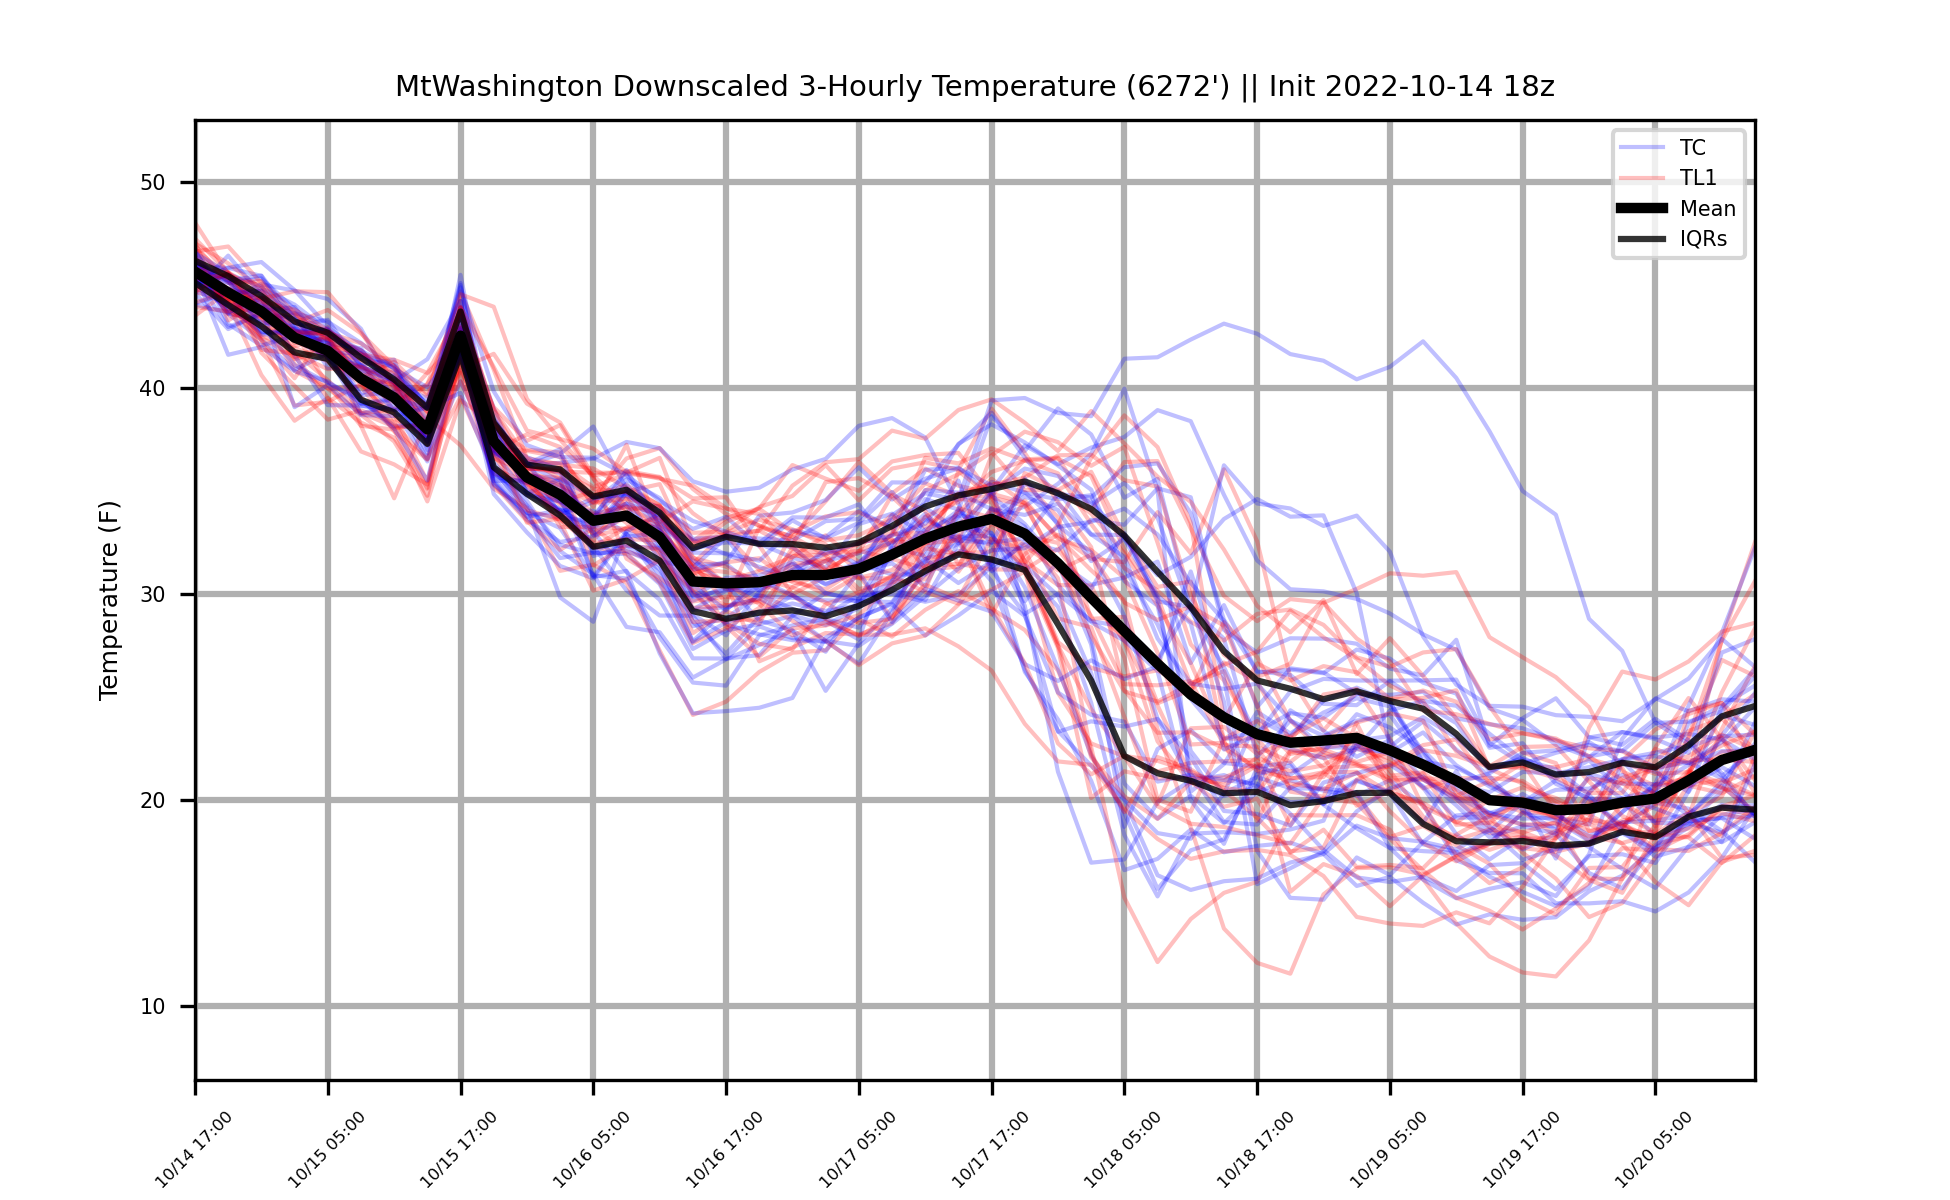 MtWashington Downscaled 3-Hourly Temperature (6272') || Init 2022-10-14 18z
TC
TL1
Mean
IQRs
50
40
30
20
10
Temperature (F)
10/14 17:00
10/15 05:00
10/15 17:00
10/16 05:00
10/16 17:00
10/17 05:00
10/17 17:00
10/18 05:00
10/18 17:00
10/19 05:00
10/19 17:00
10/20 05:00